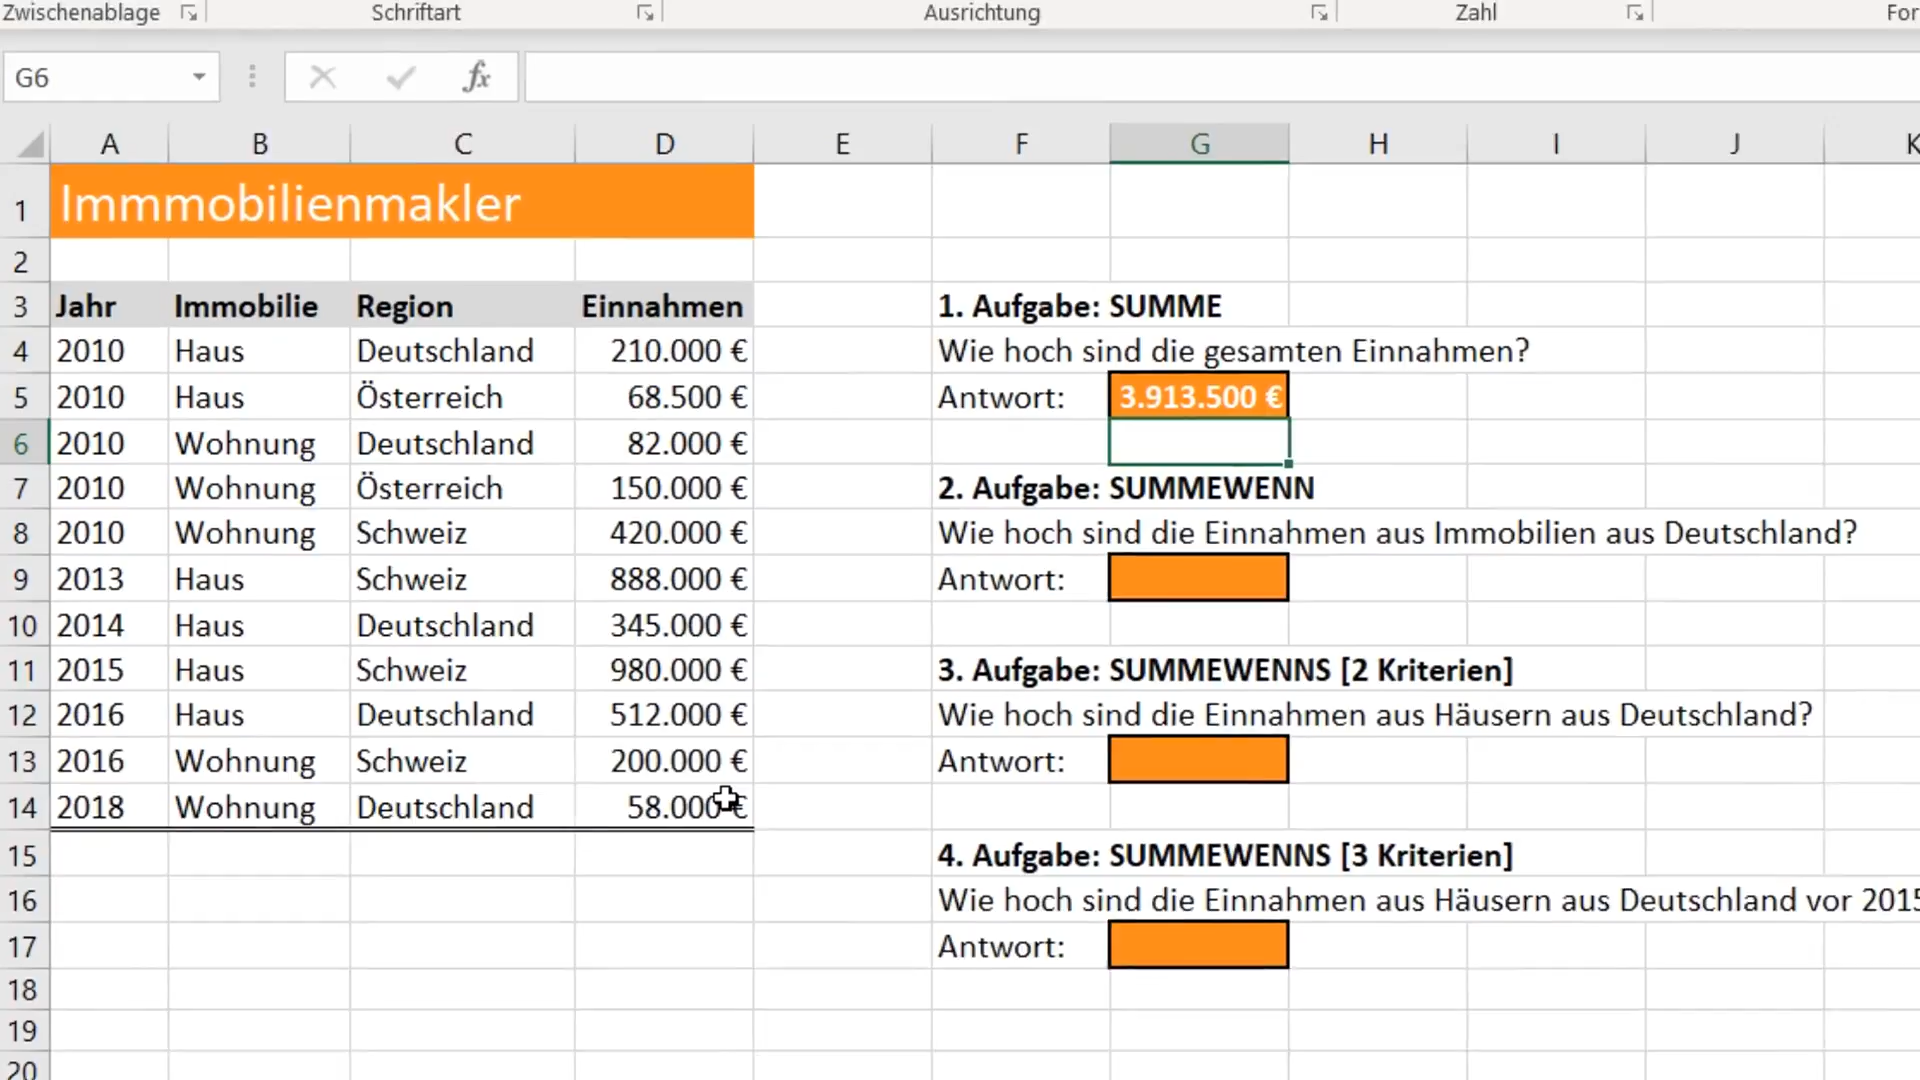 Zwischenablage Schriftart Ausrichtung Zahl For
G6 fx
A B C D E F G H I J K
1 Immmobilienmakler
2
3 Jahr Immobilie Region Einnahmen 1. Aufgabe: SUMME
4 2010 Haus Deutschland 210.000 € Wie hoch sind die gesamten Einnahmen?
5 2010 Haus Österreich 68.500 € Antwort: 3.913.500 €
6 2010 Wohnung Deutschland 82.000 €
7 2010 Wohnung Österreich 150.000 € 2. Aufgabe: SUMMEWENN
8 2010 Wohnung Schweiz 420.000 € Wie hoch sind die Einnahmen aus Immobilien aus Deutschland?
9 2013 Haus Schweiz 888.000 € Antwort:
10 2014 Haus Deutschland 345.000 €
11 2015 Haus Schweiz 980.000 € 3. Aufgabe: SUMMEWENNS [2 Kriterien]
12 2016 Haus Deutschland 512.000 € Wie hoch sind die Einnahmen aus Häusern aus Deutschland?
13 2016 Wohnung Schweiz 200.000 € Antwort:
14 2018 Wohnung Deutschland 58.000 €
15 4. Aufgabe: SUMMEWENNS [3 Kriterien]
16 Wie hoch sind die Einnahmen aus Häusern aus Deutschland vor 2015
17 Antwort:
18
19
20